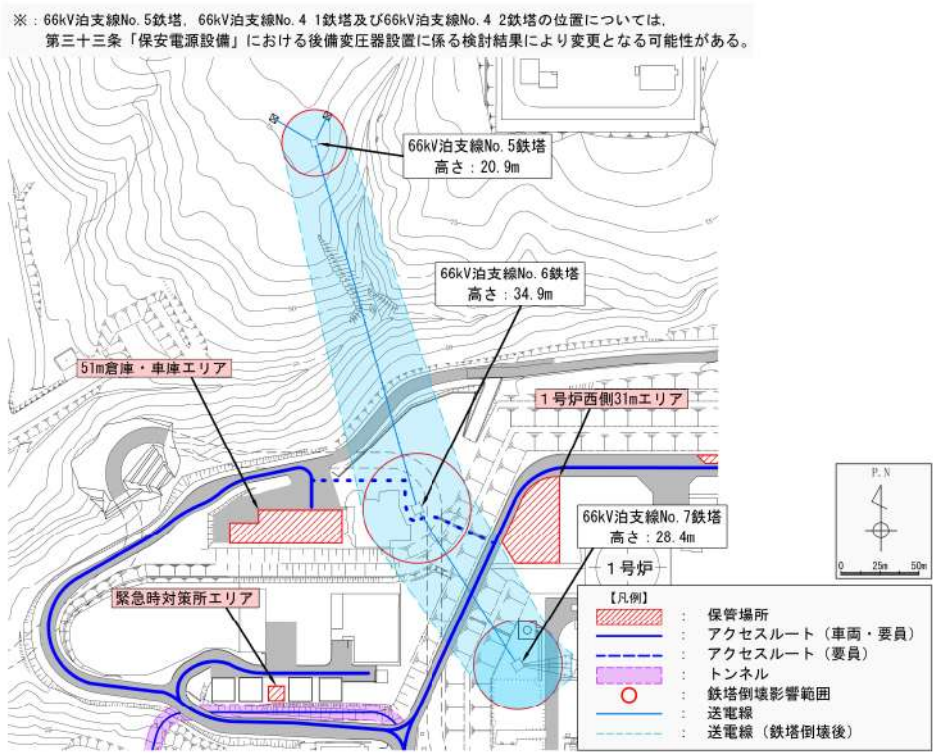 ※：66kV泊支線No.5鉄塔，66kV泊支線No.4 1鉄塔及び66kV泊支線No.4 2鉄塔の位置については，
第三十三条「保安電源設備」における後備変圧器設置に係る検討結果により変更となる可能性がある。
66kV泊支線No.5鉄塔
高さ：20.9m
66kV泊支線No.6鉄塔
高さ：34.9m
51m倉庫・車庫エリア
1号炉西側31mエリア
66kV泊支線No.7鉄塔
高さ：28.4m
1号炉
緊急時対策所エリア
P.N
0 25m 50m
【凡例】
： 保管場所
： アクセスルート（車両・要員）
： アクセスルート（要員）
： トンネル
： 鉄塔倒壊影響範囲
： 送電線
： 送電線（鉄塔倒壊後）